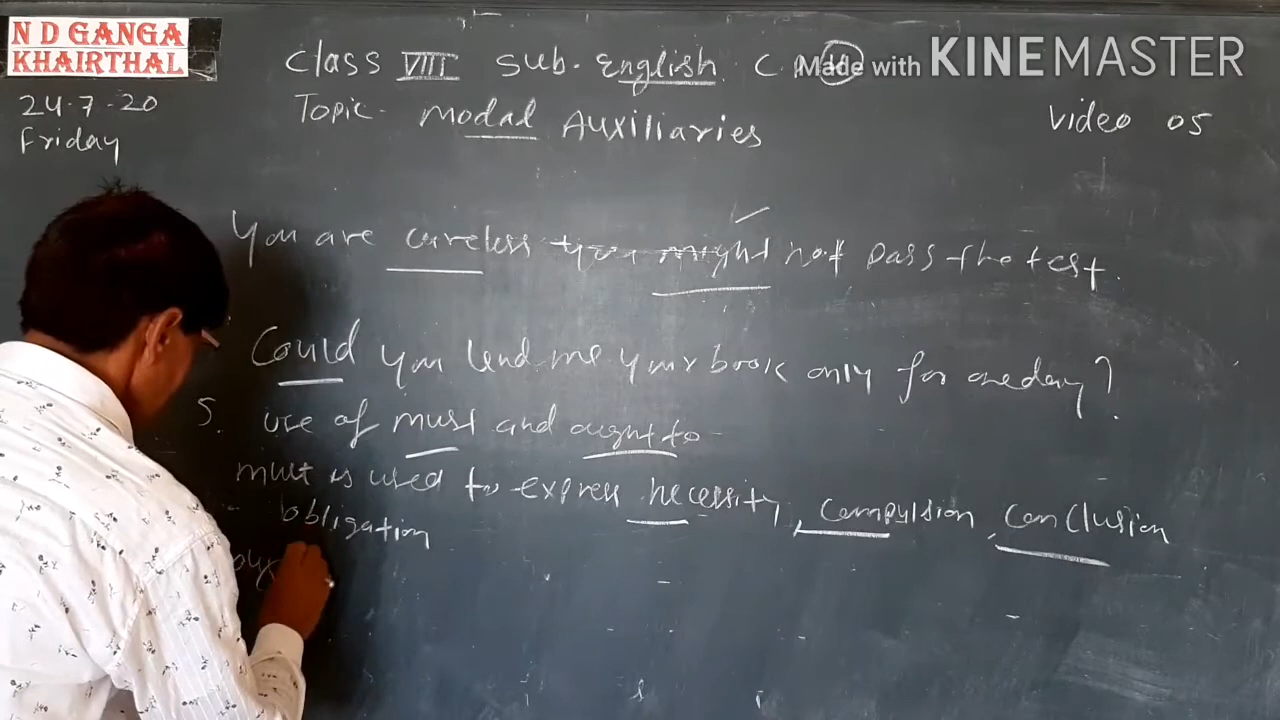 N D GANGA
KHAIRTHAL
Made with KINEMASTER
Class VIII Sub. English C.
24.7.20
Friday
Topic- Modal Auxiliaries
Video 05
You are careless you might not pass the test.
Could you lend me your book only for one day?
5. Use of must and ought to-
must is used to express necessity, compulsion, conclusion
obligation